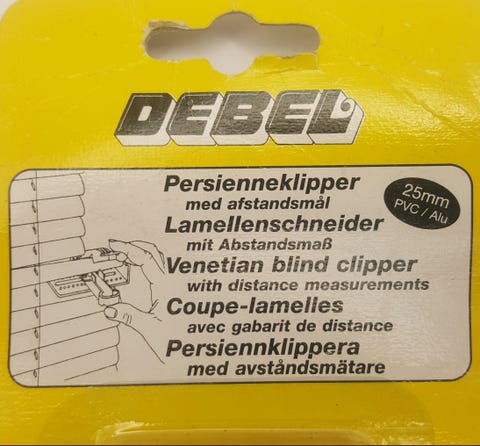 DEBEL
25mm
PVC / Alu
Persienneklipper
med afstandsmål
Lamellenschneider
mit Abstandsmaß
Venetian blind clipper
with distance measurements
Coupe-lamelles
avec gabarit de distance
Persiennklippera
med avståndsmätare